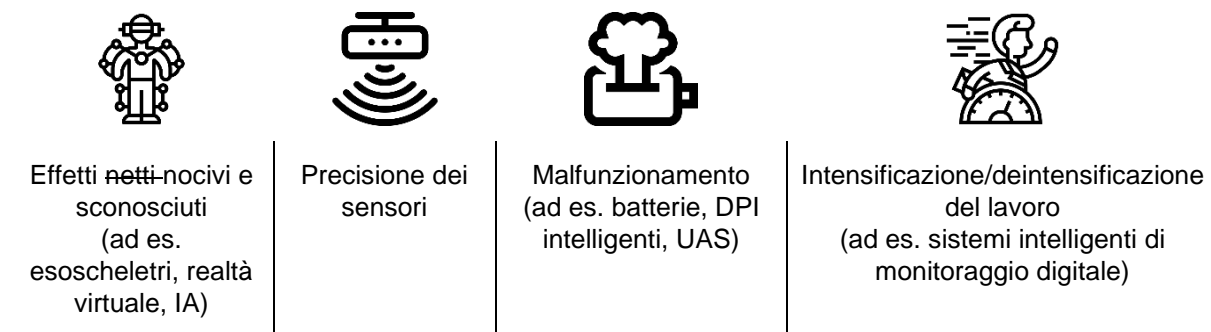 Effetti netti nocivi e
sconosciuti
(ad es.
esoscheletri, realtà
virtuale, IA)
Precisione dei
sensori
Malfunzionamento
(ad es. batterie, DPI
intelligenti, UAS)
Intensificazione/deintensificazione
del lavoro
(ad es. sistemi intelligenti di
monitoraggio digitale)